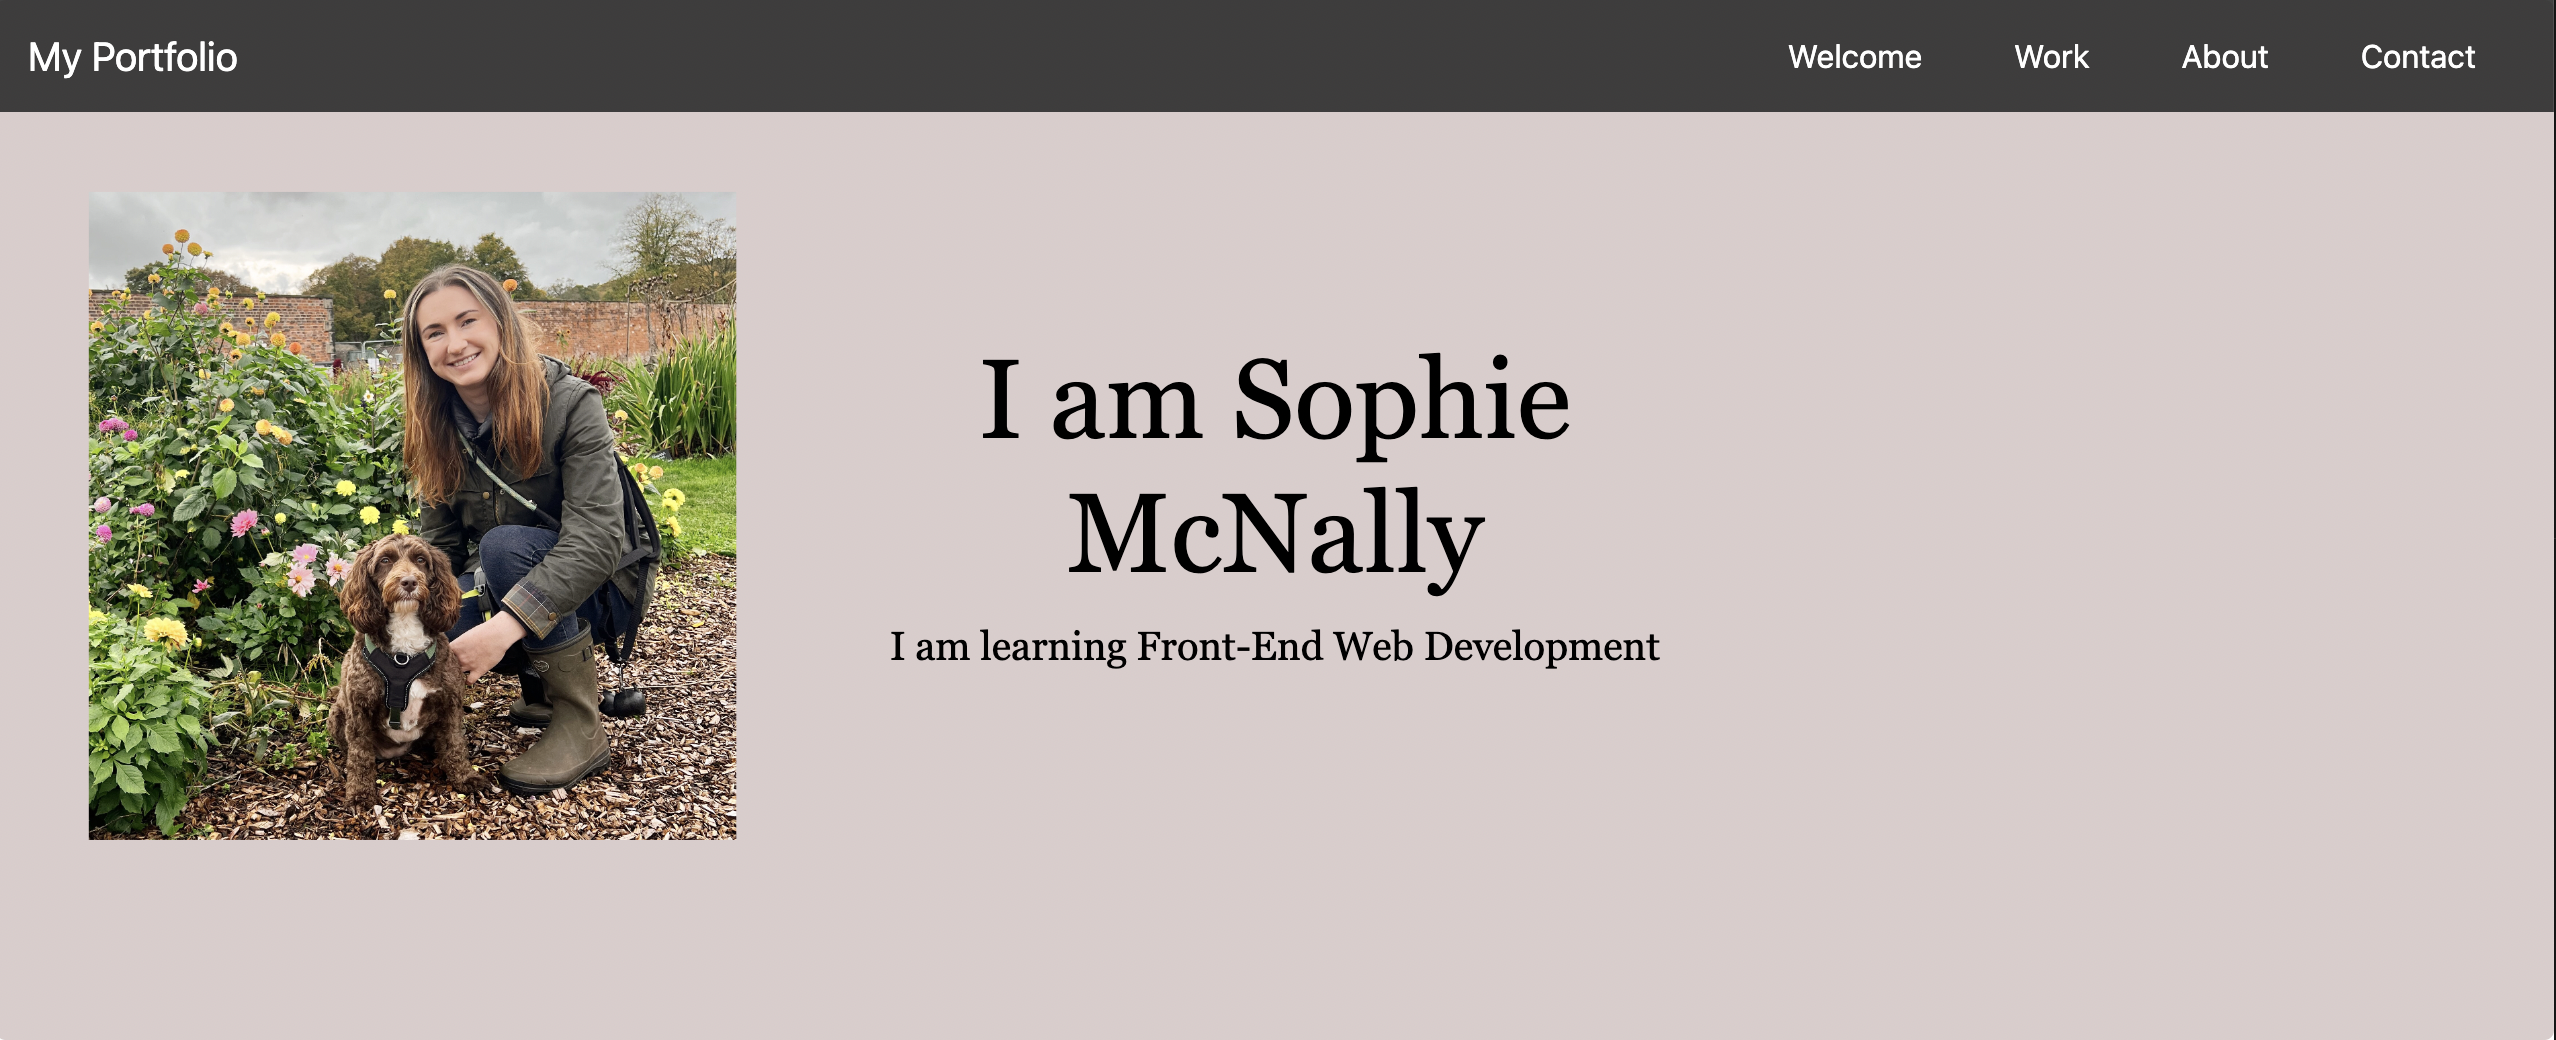 My Portfolio
Welcome
Work
About
Contact
I am Sophie
McNally
I am learning Front-End Web Development